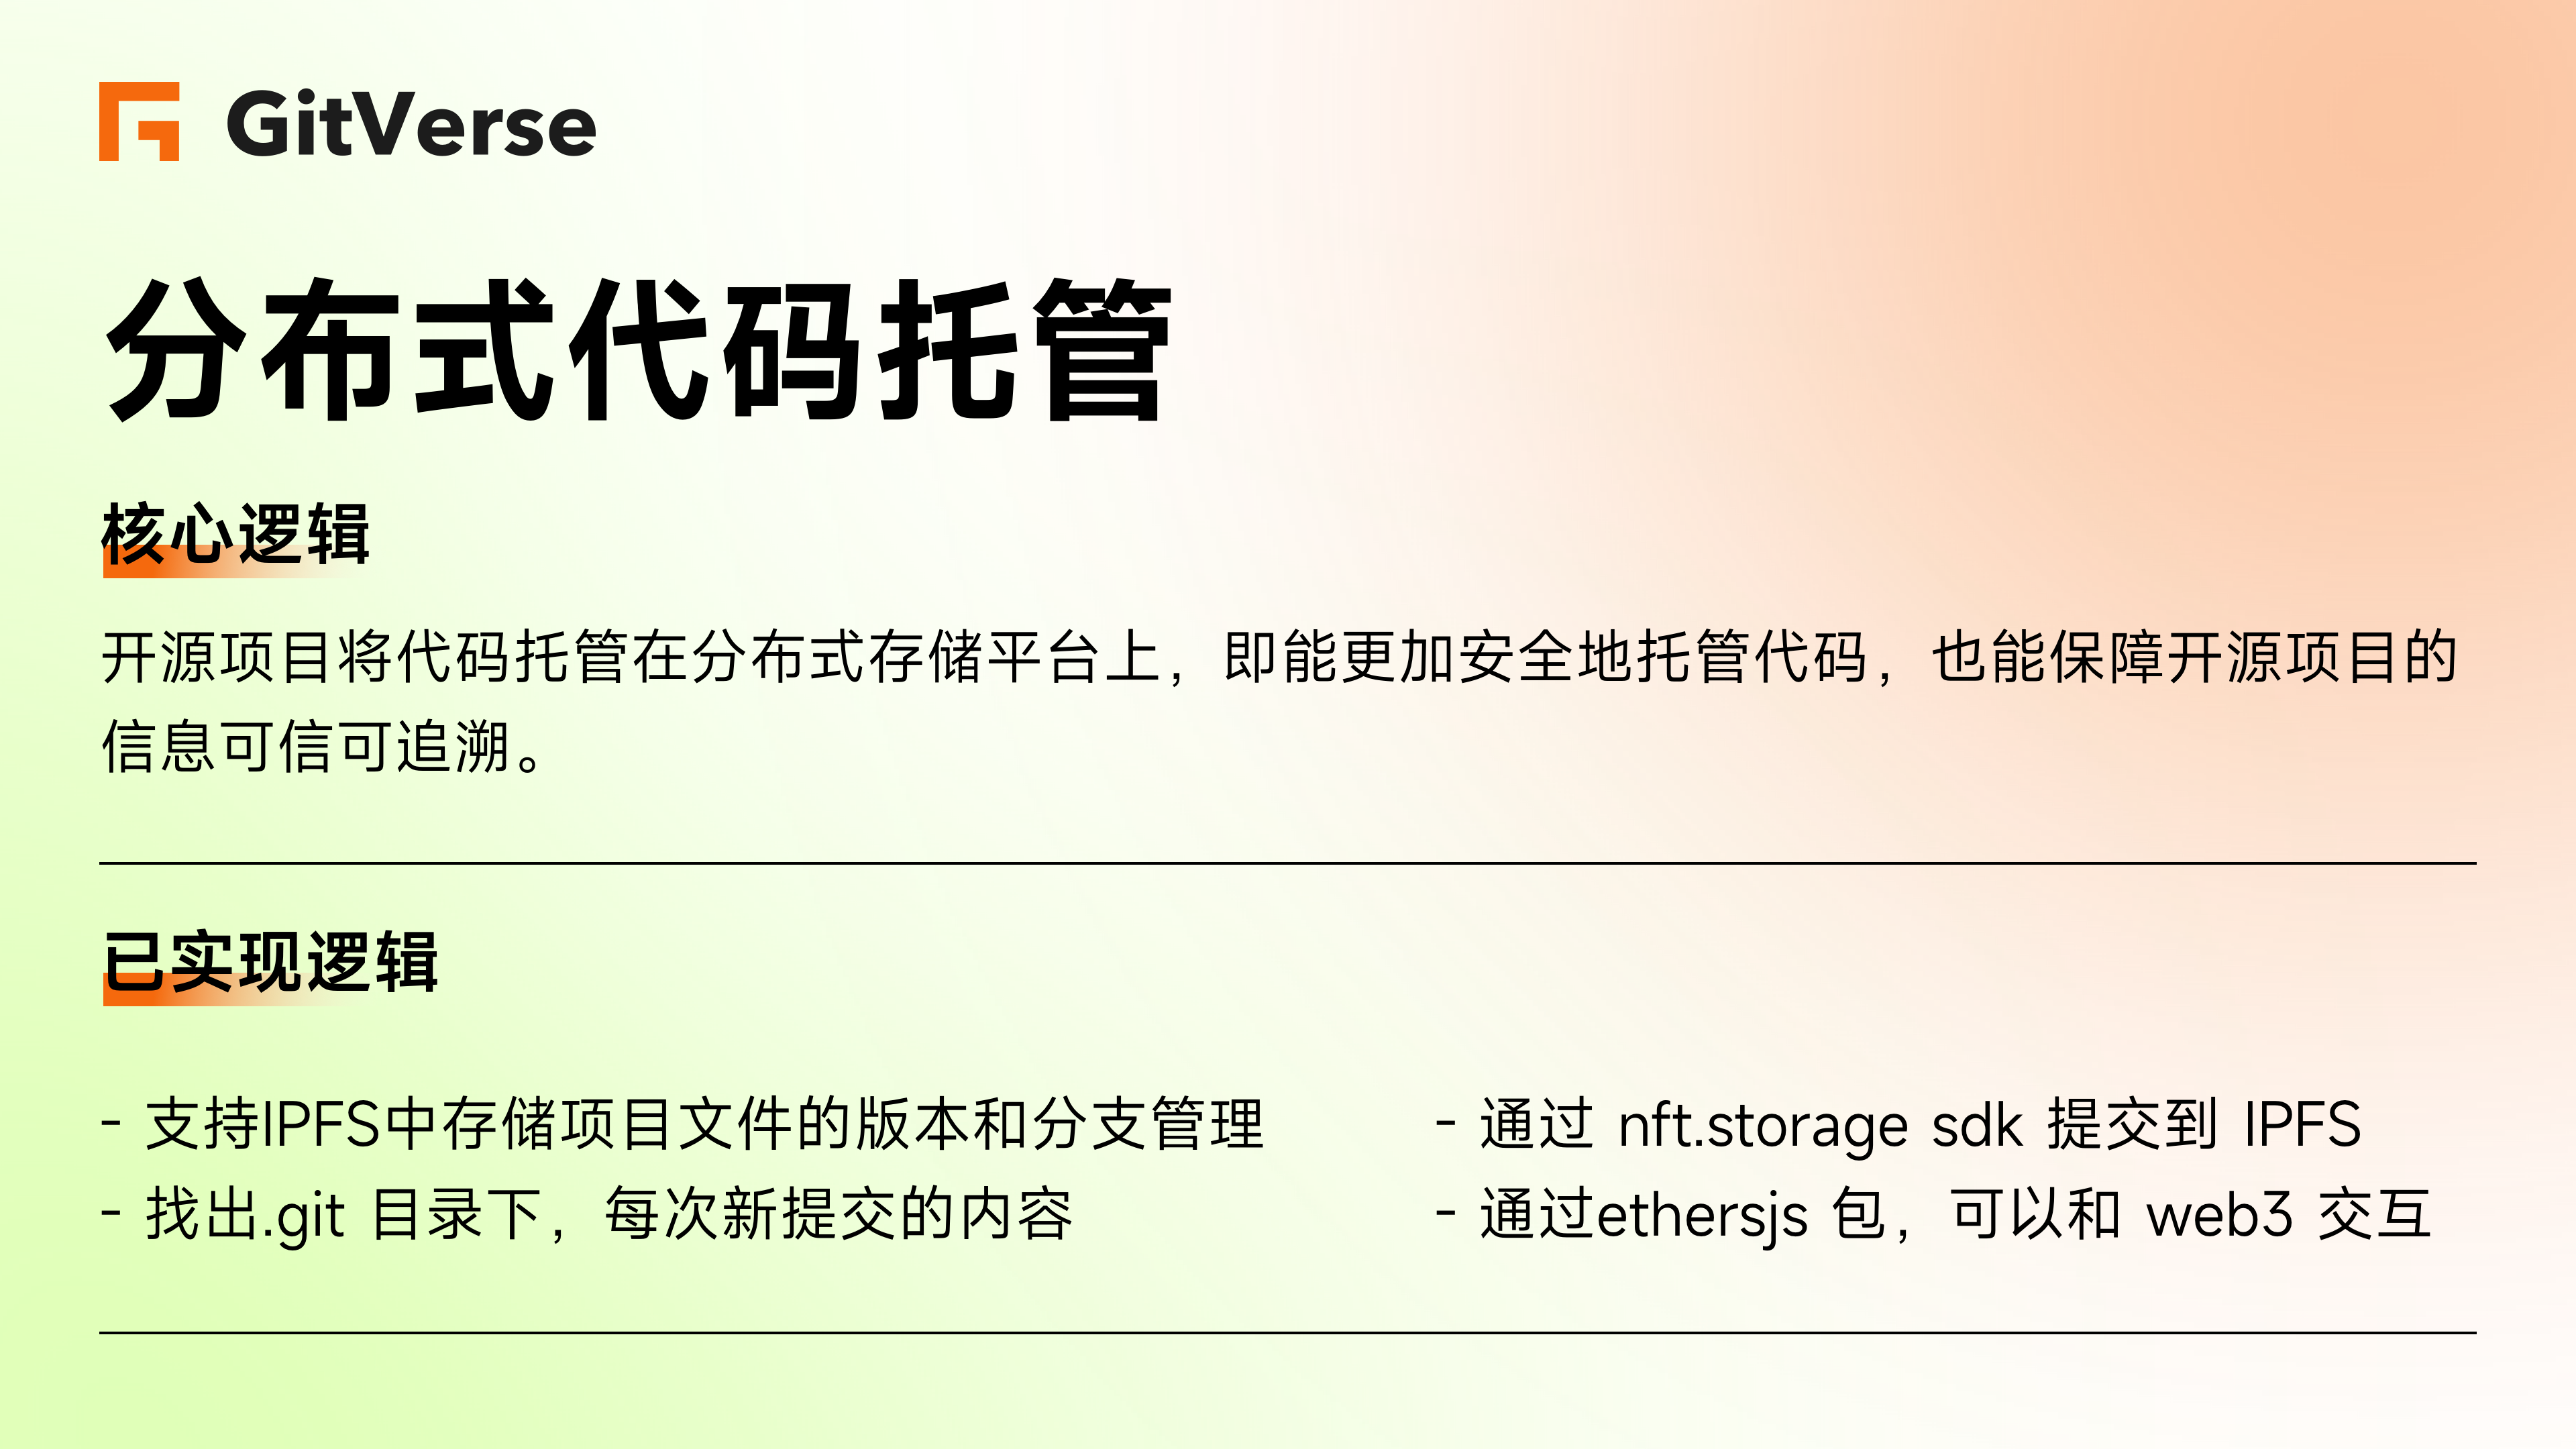 GitVerse
分布式代码托管
核心逻辑
开源项目将代码托管在分布式存储平台上，即能更加安全地托管代码，也能保障开源项目的
信息可信可追溯。
已实现逻辑
- 支持IPFS中存储项目文件的版本和分支管理
- 找出.git 目录下，每次新提交的内容
- 通过 nft.storage sdk 提交到 IPFS
- 通过ethersjs 包，可以和 web3 交互